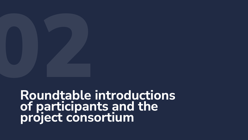 02
Roundtable introductions
of participants and the
project consortium